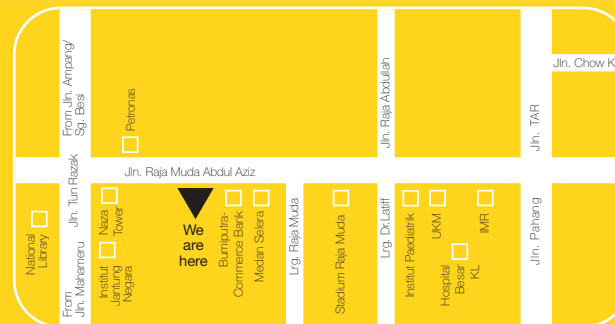 From Jln. Ampang/
Sg. Besi
Petronas
Jln. Raja Abdullah
Jln. TAR
Jln. Chow K
Jln. Tun Razak
Jln. Raja Muda Abdul Aziz
National
Library
From
Jln. Mahameru
Naza
Tower
Institut
Jantung
Negara
We
are
here
Bumiputra-
Commerce Bank
Medan Selera
Lrg. Raja Muda
Stadium Raja Muda
Lrg. Dr.Latiff
Institut Paediatrik
UKM
Hospital
Besar
KL
IMR
Jln. Pahang